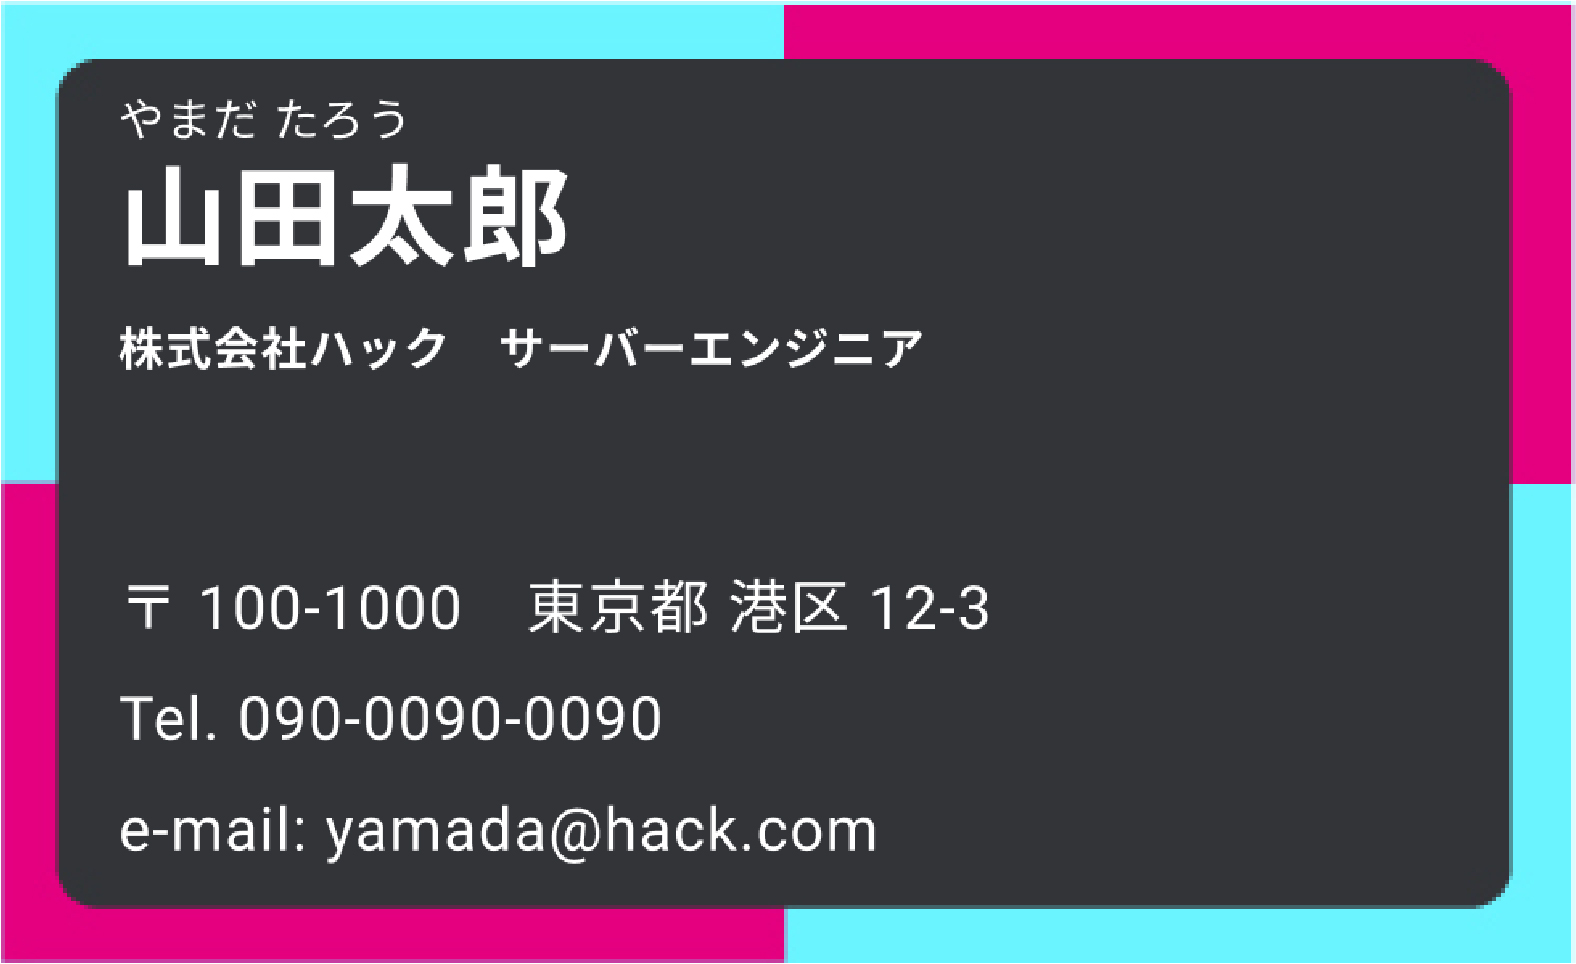 やまだ たろう
山田太郎
株式会社ハック　サーバーエンジニア
〒 100-1000　東京都 港区 12-3
Tel. 090-0090-0090
e-mail: yamada@hack.com